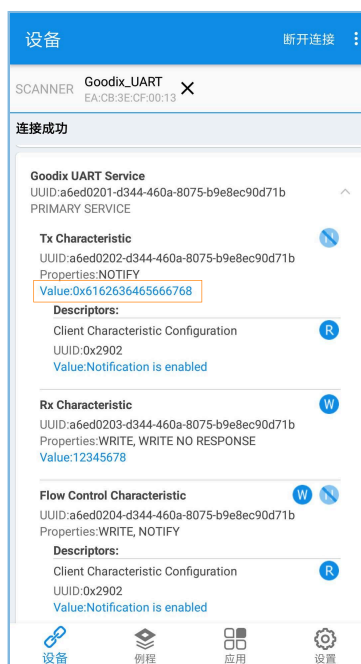 设备
断开连接
SCANNER
Goodix_UART
EA:CB:3E:CF:00:13
连接成功
Goodix UART Service
UUID:a6ed0201-d344-460a-8075-b9e8ec90d71b
PRIMARY SERVICE
Tx Characteristic
UUID:a6ed0202-d344-460a-8075-b9e8ec90d71b
Properties:NOTIFY
Value:0x6162636465666768
Descriptors:
Client Characteristic Configuration
R
UUID:0x2902
Value:Notification is enabled
Rx Characteristic
W
UUID:a6ed0203-d344-460a-8075-b9e8ec90d71b
Properties:WRITE, WRITE NO RESPONSE
Value:12345678
Flow Control Characteristic
W
N
UUID:a6ed0204-d344-460a-8075-b9e8ec90d71b
Properties:WRITE, NOTIFY
Descriptors:
Client Characteristic Configuration
R
UUID:0x2902
Value:Notification is enabled
设备
例程
应用
设置